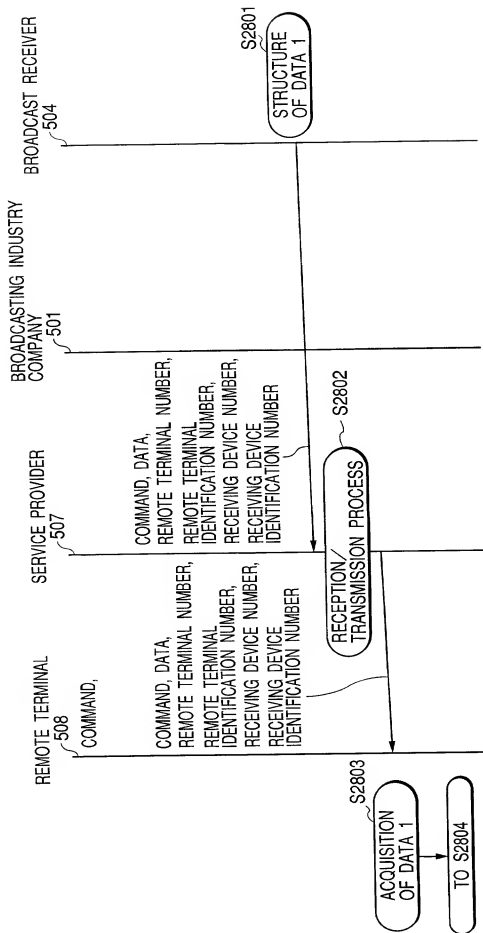 REMOTE TERMINAL
508
SERVICE PROVIDER
507
BROADCASTING INDUSTRY
COMPANY
501
BROADCAST RECEIVER
504
COMMAND,
COMMAND, DATA,
REMOTE TERMINAL NUMBER,
REMOTE TERMINAL
IDENTIFICATION NUMBER,
RECEIVING DEVICE NUMBER,
RECEIVING DEVICE
IDENTIFICATION NUMBER
COMMAND, DATA,
REMOTE TERMINAL NUMBER,
REMOTE TERMINAL
IDENTIFICATION NUMBER,
RECEIVING DEVICE NUMBER,
RECEIVING DEVICE
IDENTIFICATION NUMBER
S2801
STRUCTURE
OF DATA 1
S2802
RECEPTION/
TRANSMISSION PROCESS
S2803
ACQUISITION
OF DATA 1
TO S2804